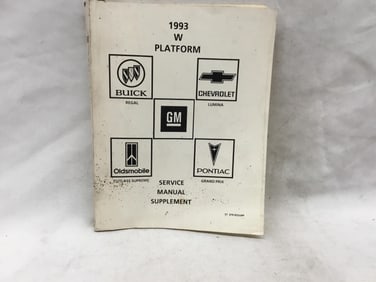 1993
W
PLATFORM
BUICK
REGAL
CHEVROLET
LUMINA
GM
Oldsmobile
CUTLASS SUPREME
PONTIAC
GRAND PRIX
SERVICE
MANUAL
SUPPLEMENT